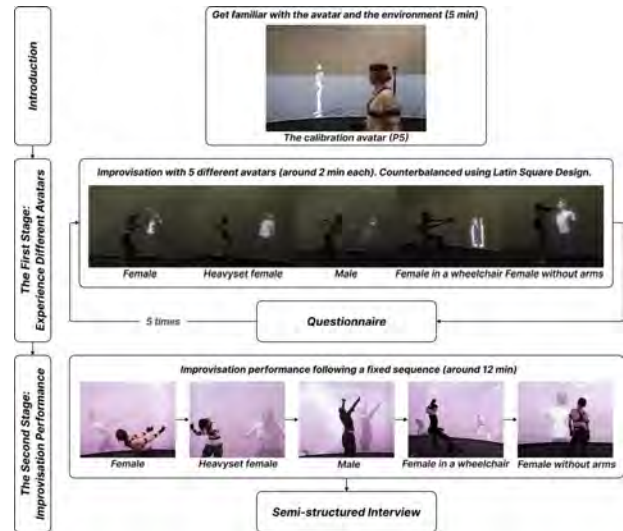 Introduction
Get familiar with the avatar and the environment (5 min)
The calibration avatar (P5)
The First Stage:
Experience Different Avatars
Improvisation with 5 different avatars (around 2 min each). Counterbalanced using Latin Square Design.
Female
Heavyset female
Male
Female in a wheelchair
Female without arms
5 times
Questionnaire
The Second Stage:
Improvisation Performance
Improvisation performance following a fixed sequence (around 12 min)
Female
Heavyset female
Male
Female in a wheelchair
Female without arms
Semi-structured Interview